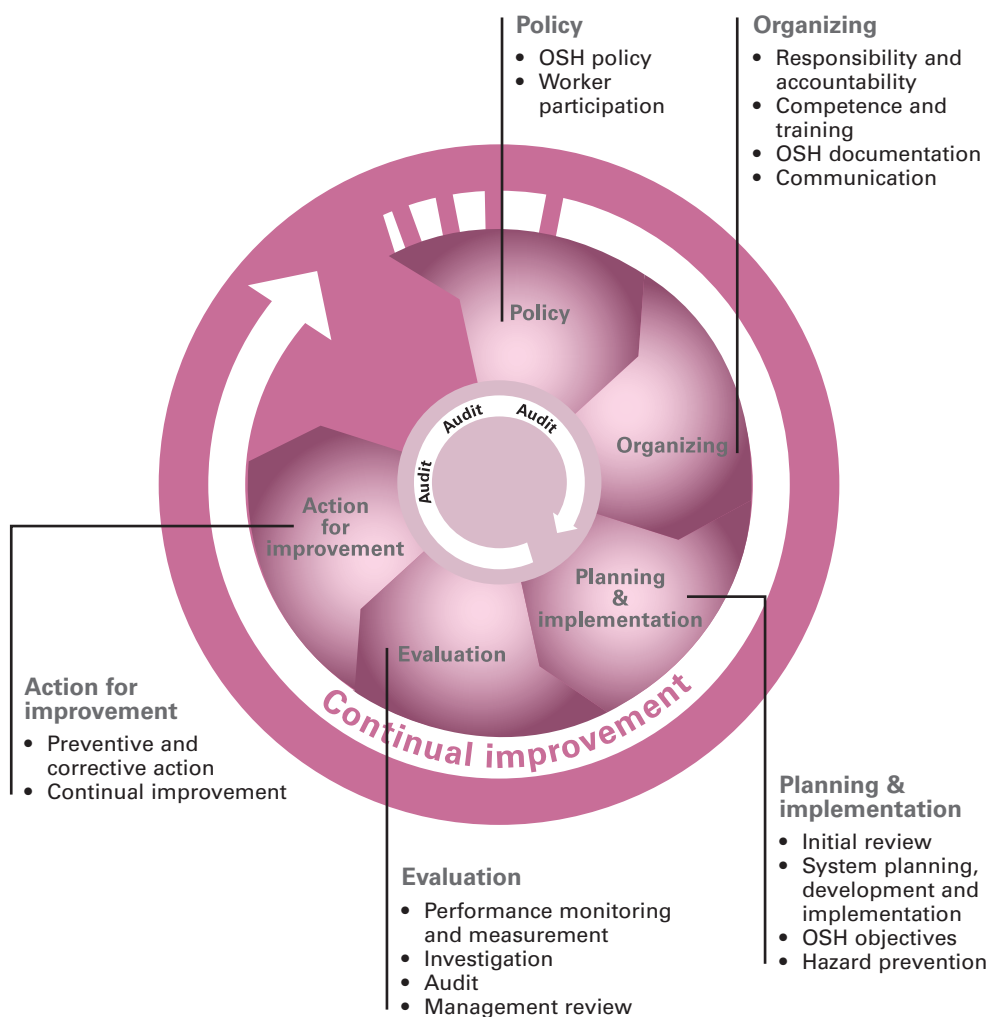 Policy
• OSH policy
• Worker
participation
Organizing
• Responsibility and
accountability
• Competence and
training
• OSH documentation
• Communication
Policy
Organizing
Planning
&
implementation
Evaluation
Action
for
improvement
Audit
Audit
Audit
Continual improvement
Action for
improvement
• Preventive and
corrective action
• Continual improvement
Evaluation
• Performance monitoring
and measurement
• Investigation
• Audit
• Management review
Planning &
implementation
• Initial review
• System planning,
development and
implementation
• OSH objectives
• Hazard prevention